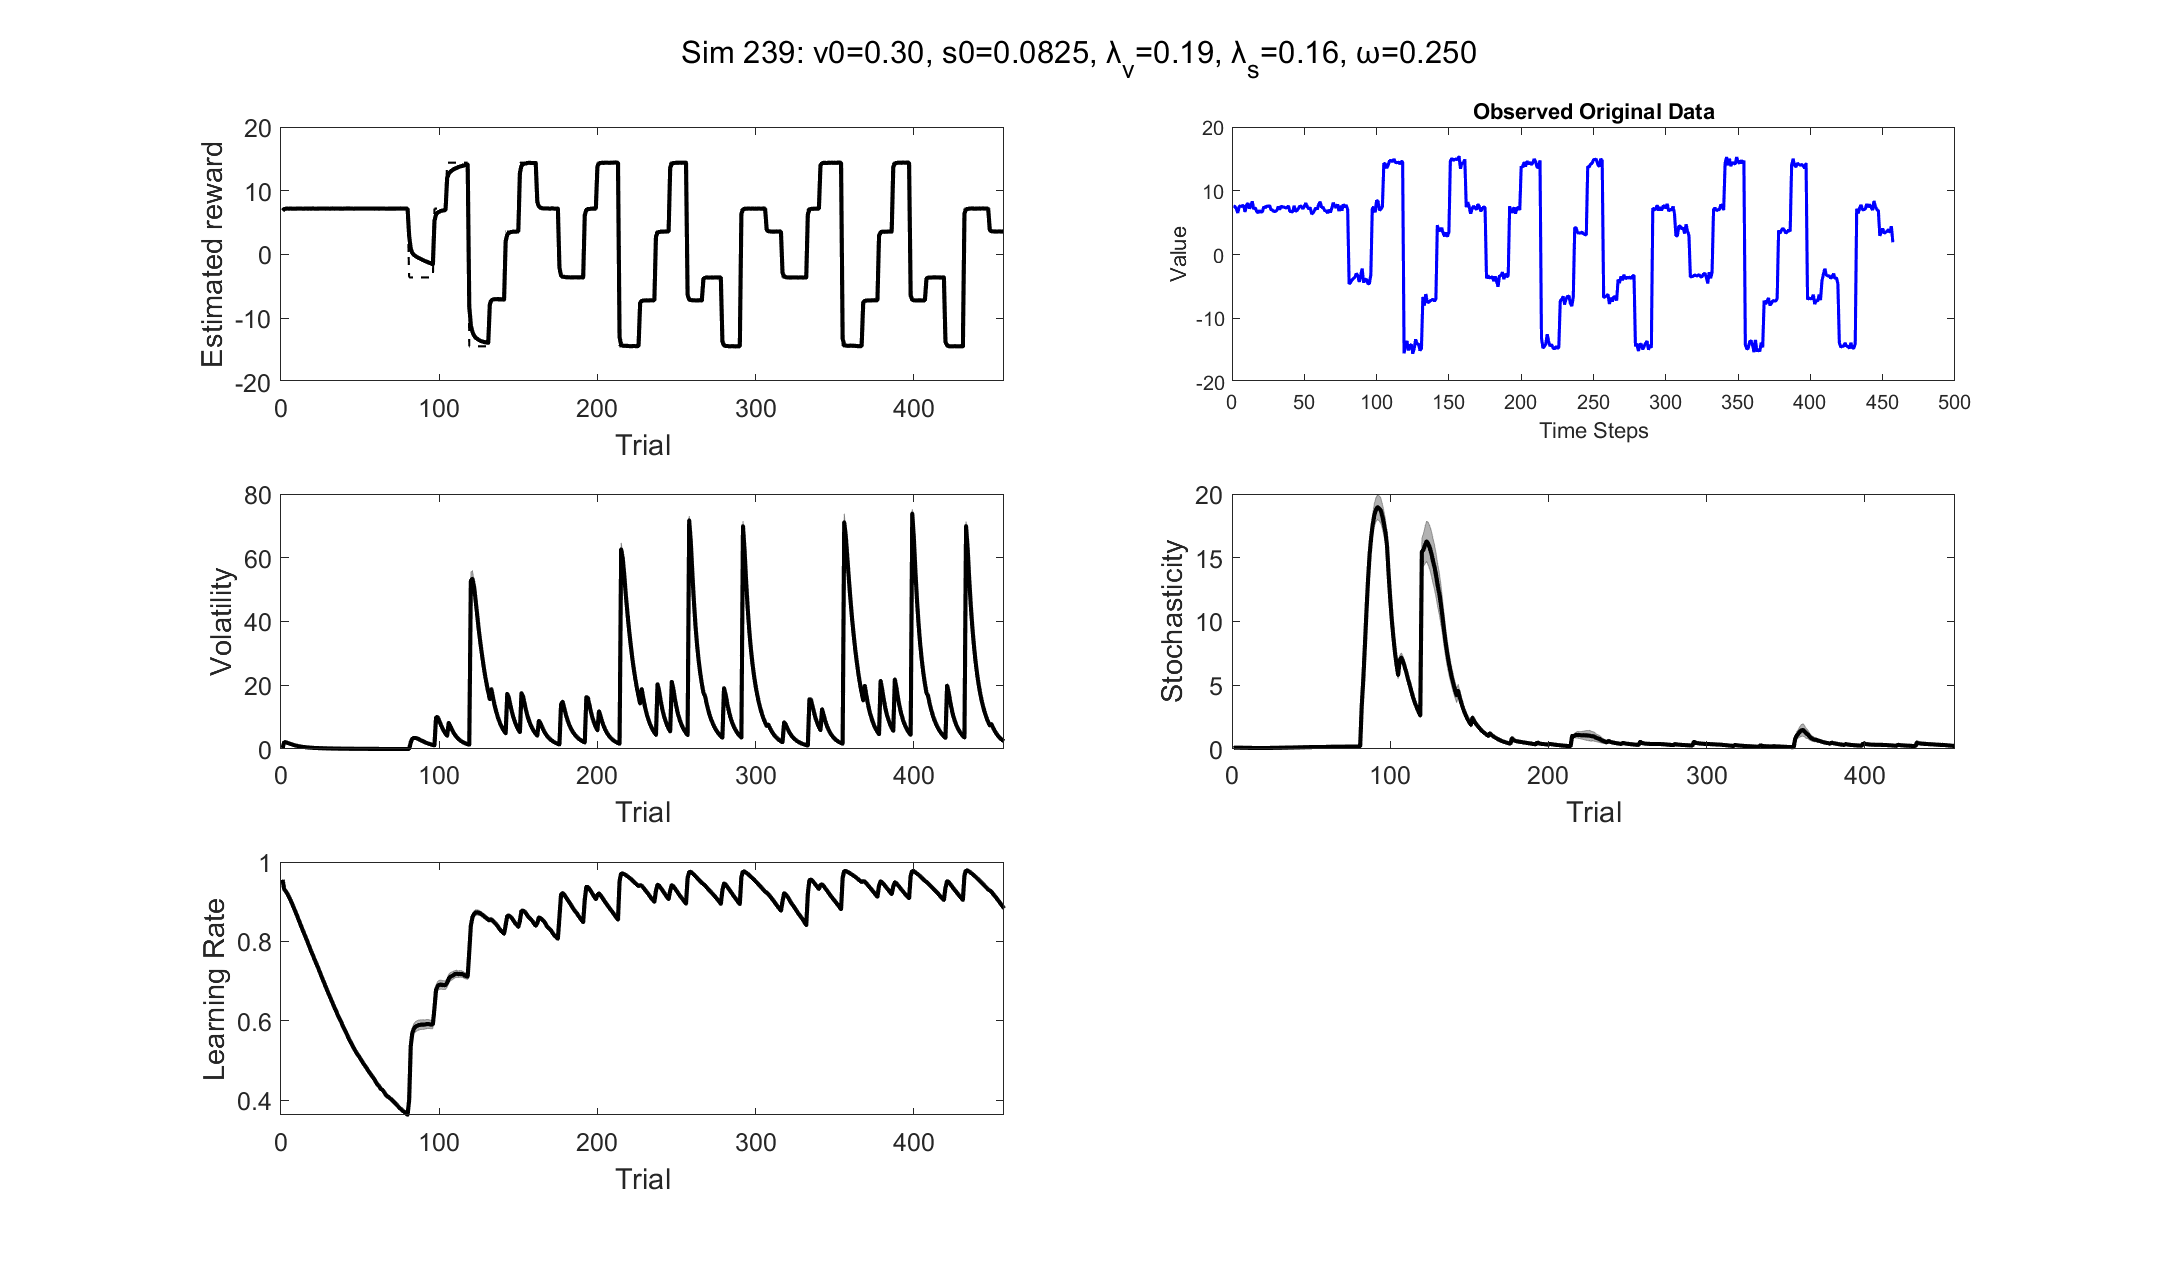 Sim 239: v0=0.30, s0=0.0825, λv=0.19, λs=0.16, ω=0.250
Estimated reward
20
10
0
-10
-20
0 100 200 300 400
Trial
Observed Original Data
Value
20
10
0
-10
-20
0 50 100 150 200 250 300 350 400 450 500
Time Steps
Volatility
80
60
40
20
0
0 100 200 300 400
Trial
Stochasticity
20
15
10
5
0
0 100 200 300 400
Trial
Learning Rate
1
0.8
0.6
0.4
0 100 200 300 400
Trial